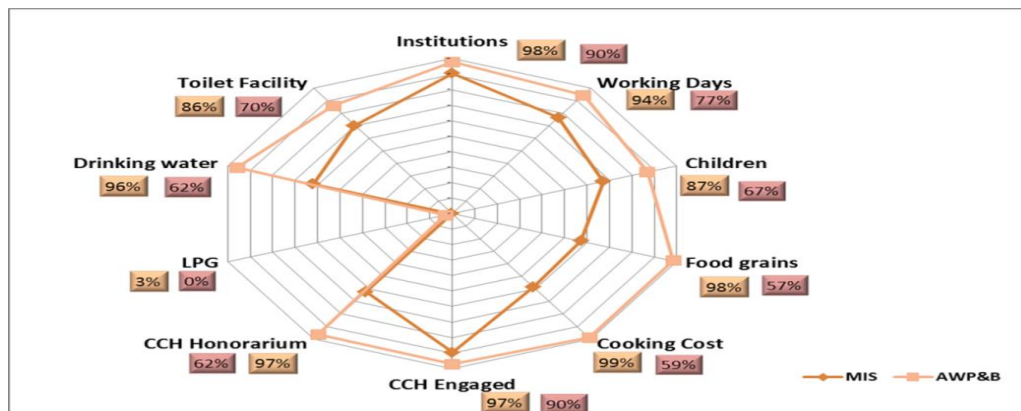 Institutions 98% 90%
Toilet Facility
86% 70%
Working Days
94% 77%
Drinking water
96% 62%
Children
87% 67%
LPG
3% 0%
Food grains
98% 57%
CCH Honorarium
62% 97%
Cooking Cost
99% 59%
CCH Engaged
97% 90%
MIS AWP&B